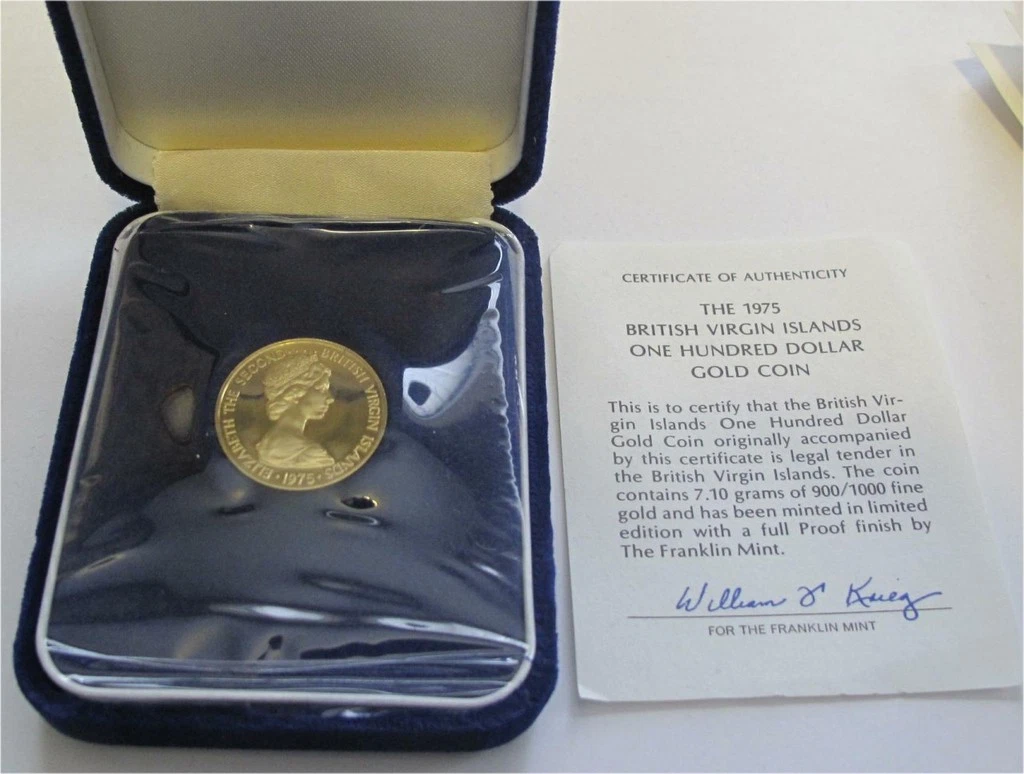 ELIZABETH THE SECOND.... BRITISH VIRGIN ISLANDS
·1975·
CERTIFICATE OF AUTHENTICITY
THE 1975
BRITISH VIRGIN ISLANDS
ONE HUNDRED DOLLAR
GOLD COIN
This is to certify that the British Vir-
gin Islands One Hundred Dollar
Gold Coin originally accompanied
by this certificate is legal tender in
the British Virgin Islands. The coin
contains 7.10 grams of 900/1000 fine
gold and has been minted in limited
edition with a full Proof finish by
The Franklin Mint.
William F Krieg
FOR THE FRANKLIN MINT